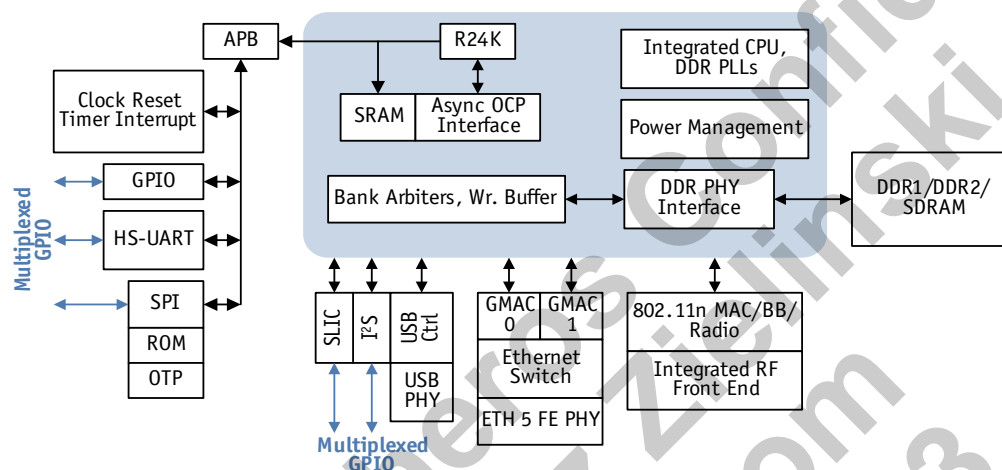 APB
R24K
Integrated CPU,
DDR PLLs
Clock Reset
Timer Interrupt
SRAM
Async OCP
Interface
Power Management
GPIO
Bank Arbiters, Wr. Buffer
DDR PHY
Interface
DDR1/DDR2/
SDRAM
HS-UART
Multiplexed
GPIO
SPI
ROM
OTP
SLIC
I²S
USB
Ctrl
USB
PHY
GMAC
0
GMAC
1
Ethernet
Switch
ETH 5 FE PHY
802.11n MAC/BB/
Radio
Integrated RF
Front End
Multiplexed
GPIO
Zielinski